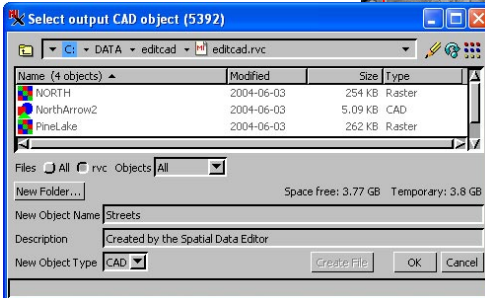 Select output CAD object (5392)
C: DATA editcad editcad.rvc
Name (4 objects) Modified Size Type
NORTH 2004-06-03 254 KB Raster
NorthArrow2 2004-06-03 5.09 KB CAD
PineLake 2004-06-03 262 KB Raster
Files All rvc Objects All
New Folder... Space free: 3.77 GB Temporary: 3.8 GB
New Object Name Streets
Description Created by the Spatial Data Editor
New Object Type CAD Create File OK Cancel